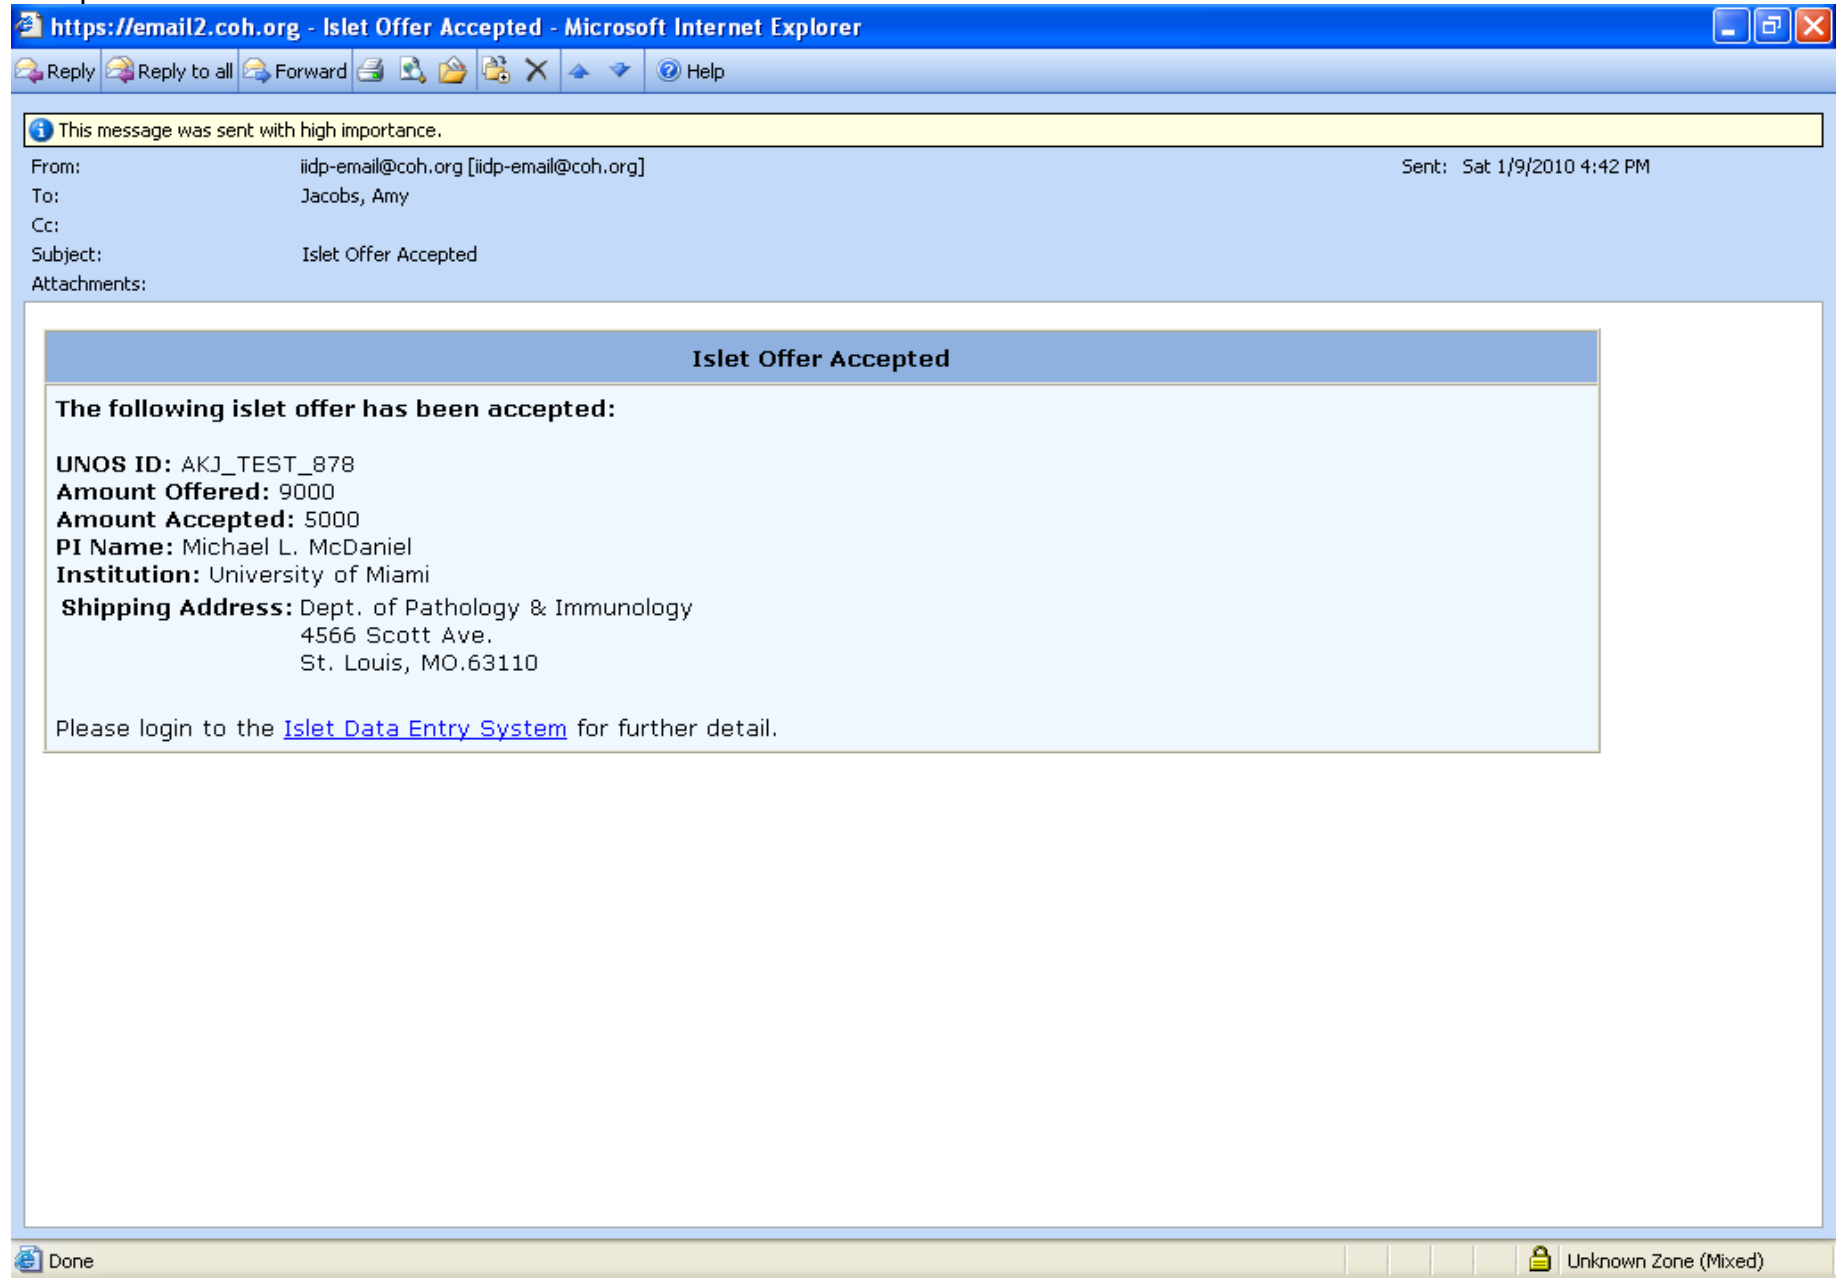 https://email2.coh.org - Islet Offer Accepted - Microsoft Internet Explorer
Reply Reply to all Forward Help
This message was sent with high importance.
From: iidp-email@coh.org [iidp-email@coh.org] Sent: Sat 1/9/2010 4:42 PM
To: Jacobs, Amy
Cc:
Subject: Islet Offer Accepted
Attachments:
Islet Offer Accepted
The following islet offer has been accepted:
UNOS ID: AKJ_TEST_878
Amount Offered: 9000
Amount Accepted: 5000
PI Name: Michael L. McDaniel
Institution: University of Miami
Shipping Address: Dept. of Pathology & Immunology
4566 Scott Ave.
St. Louis, MO.63110
Please login to the Islet Data Entry System for further detail.
Done Unknown Zone (Mixed)